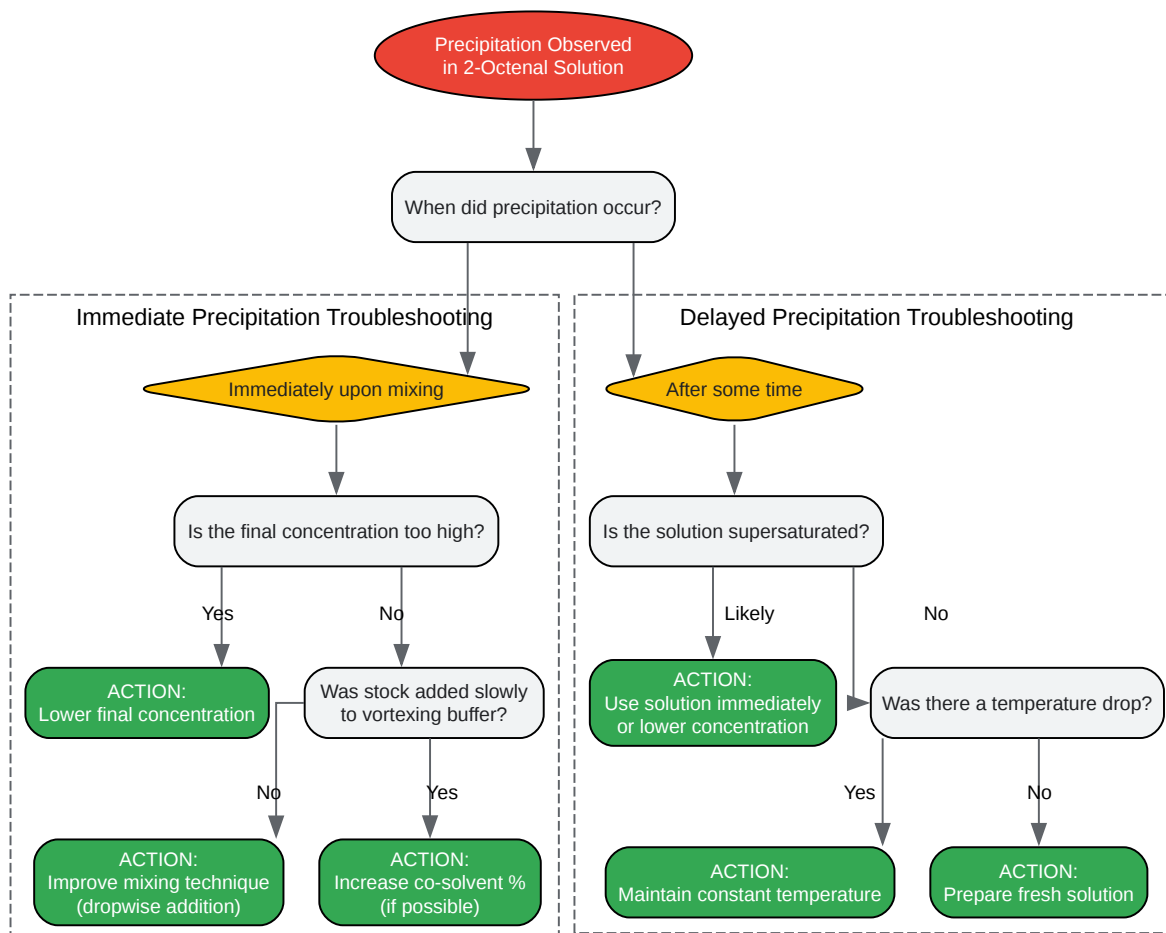 Precipitation Observed
in 2-Octenal Solution
When did precipitation occur?
Immediate Precipitation Troubleshooting
Delayed Precipitation Troubleshooting
Immediately upon mixing
After some time
Is the final concentration too high?
Is the solution supersaturated?
Yes
No
Likely
No
ACTION:
Lower final concentration
Was stock added slowly
to vortexing buffer?
ACTION:
Use solution immediately
or lower concentration
Was there a temperature drop?
No
Yes
Yes
No
ACTION:
Improve mixing technique
(dropwise addition)
ACTION:
Increase co-solvent %
(if possible)
ACTION:
Maintain constant temperature
ACTION:
Prepare fresh solution